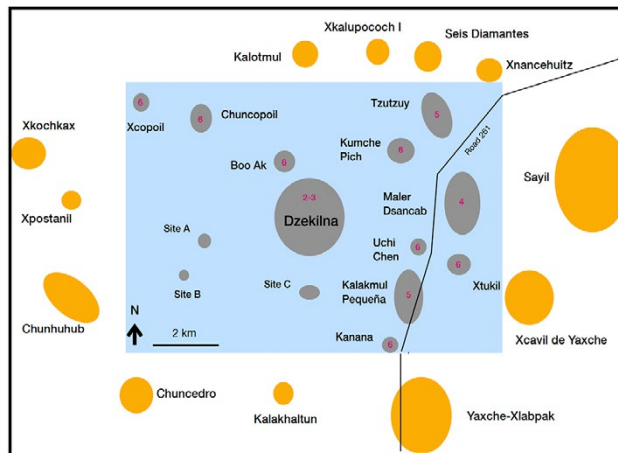 Xkalupococh I
Seis Diamantes
Kalotmul
Xnancehuitz
Tzutzuy
6
Chuncopoil
5
Xkochkax
Xcopoil
6
Kumche
Pich
6
Road 261
Boo Ak
6
Sayil
2-3
Maler
Dsancab
4
Xpostanil
Dzekilna
Site A
Uchi
Chen
6
6
Site B
Site C
Kalakmul
Pequeña
5
Xtukil
N
Chunhuhub
2 km
Kanana
6
Xcavil de Yaxche
Chuncedro
Kalakhaltun
Yaxche-Xlabpak